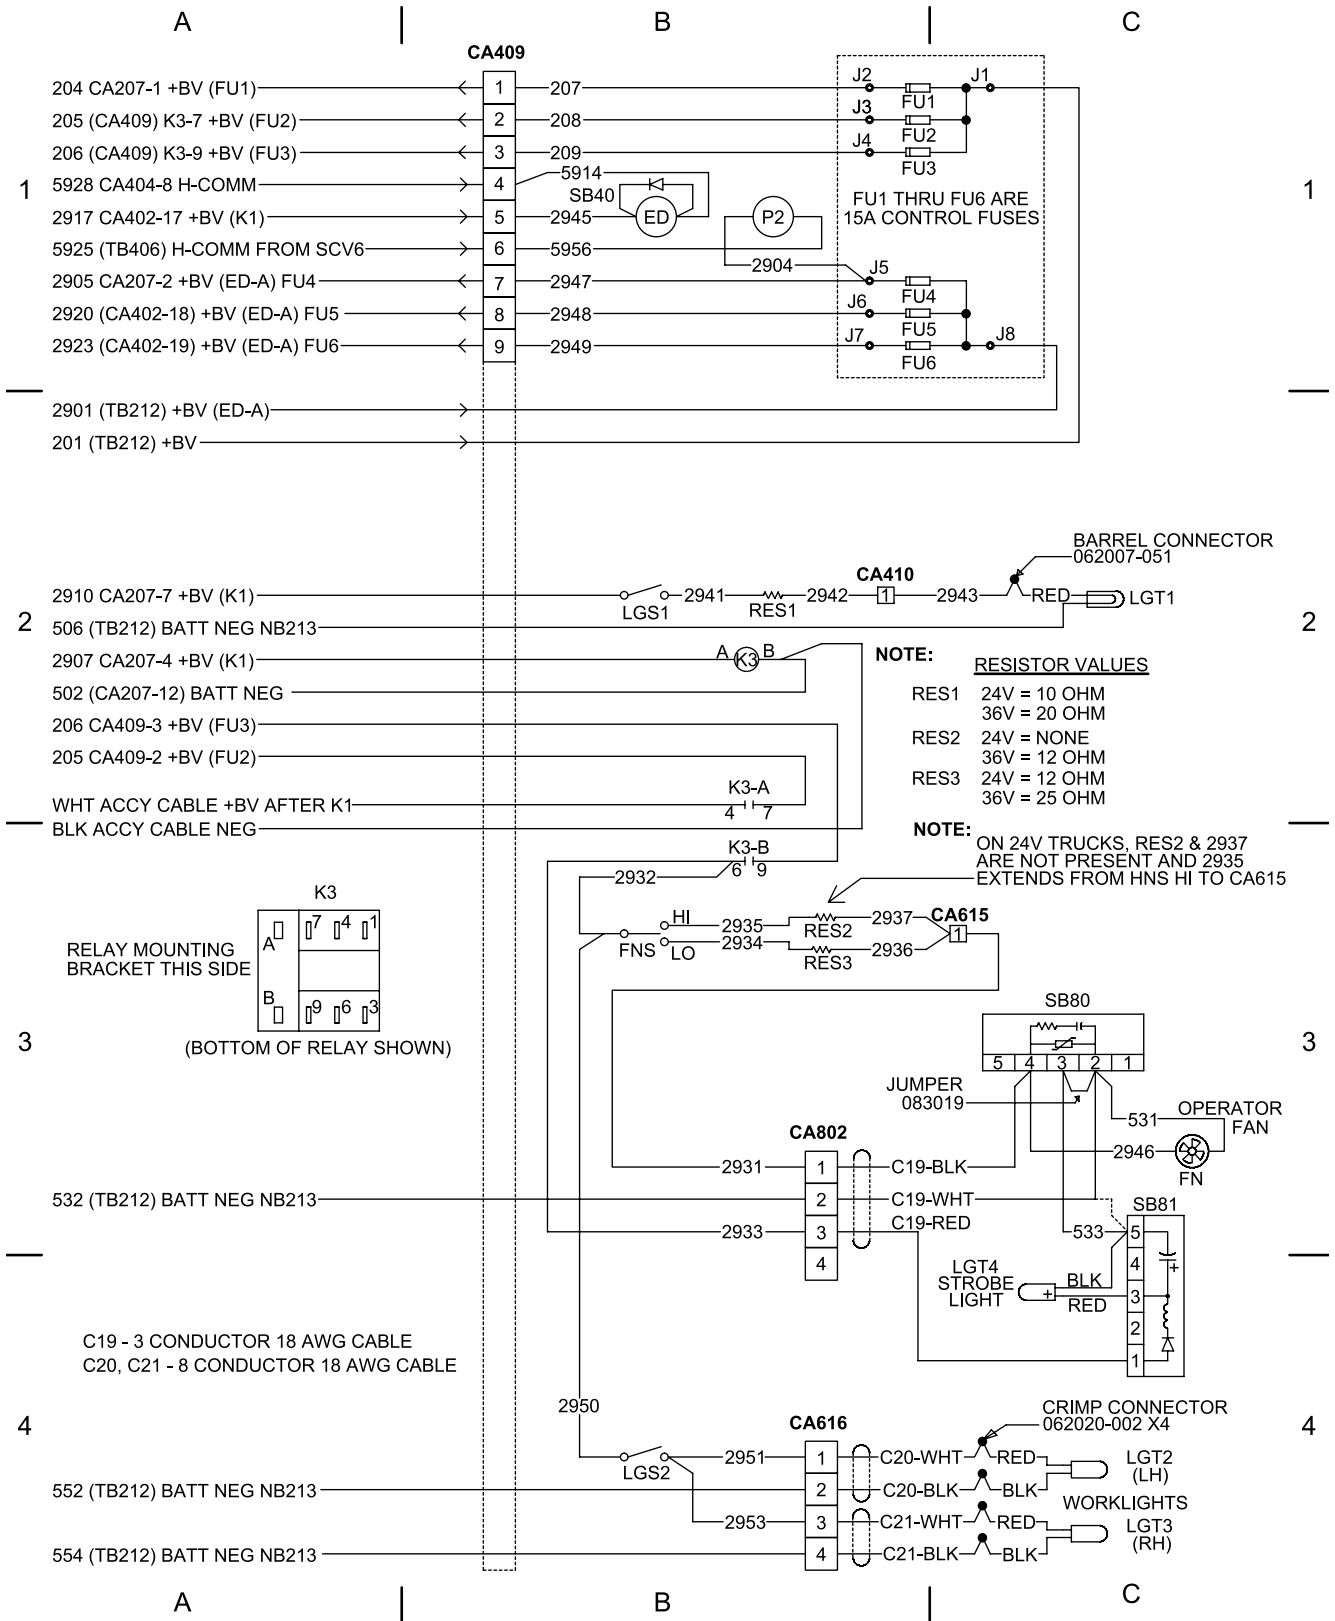 A B C
CA409
204 CA207-1 +BV (FU1) 1 207 J2 FU1 J1
205 (CA409) K3-7 +BV (FU2) 2 208 J3 FU2
206 (CA409) K3-9 +BV (FU3) 3 209 J4 FU3
5928 CA404-8 H-COMM 4 5914
1 SB40 FU1 THRU FU6 ARE 1
15A CONTROL FUSES
2917 CA402-17 +BV (K1) 5 2945 ED P2
5925 (TB406) H-COMM FROM SCV6 6 5956
2904
2905 CA207-2 +BV (ED-A) FU4 7 2947 J5 FU4
2920 (CA402-18) +BV (ED-A) FU5 8 2948 J6 FU5
2923 (CA402-19) +BV (ED-A) FU6 9 2949 J7 FU6 J8
2901 (TB212) +BV (ED-A)
201 (TB212) +BV
BARREL CONNECTOR
062007-051
CA410
2910 CA207-7 +BV (K1) LGS1 2941 RES1 2942 1 2943 RED LGT1
2 2
506 (TB212) BATT NEG NB213
2907 CA207-4 +BV (K1) A K3 B
502 (CA207-12) BATT NEG
NOTE:
RESISTOR VALUES
RES1 24V = 10 OHM
36V = 20 OHM
RES2 24V = NONE
36V = 12 OHM
RES3 24V = 12 OHM
36V = 25 OHM
206 CA409-3 +BV (FU3)
205 CA409-2 +BV (FU2)
K3-A
WHT ACCY CABLE +BV AFTER K1 4 7
BLK ACCY CABLE NEG
NOTE:
ON 24V TRUCKS, RES2 & 2937
ARE NOT PRESENT AND 2935
EXTENDS FROM HNS HI TO CA615
K3-B
6 9
2932
K3
A 7 4 1
RELAY MOUNTING
BRACKET THIS SIDE
B 9 6 3
(BOTTOM OF RELAY SHOWN)
HI 2935 RES2 2937 CA615
FNS 1
LO 2934 RES3 2936
SB80
3 3
5 4 3 2 1
JUMPER
083019
531 OPERATOR
FAN
2946
FN
CA802
2931 1 C19-BLK
532 (TB212) BATT NEG NB213 2 C19-WHT
2933 3 C19-RED
4
SB81
533 5
4
3
2
1
LGT4
STROBE
LIGHT
+ BLK
RED
+
C19 - 3 CONDUCTOR 18 AWG CABLE
C20, C21 - 8 CONDUCTOR 18 AWG CABLE
2950
4 4
CRIMP CONNECTOR
062020-002 X4
CA616
LGS2 2951 1 C20-WHT RED LGT2
(LH)
552 (TB212) BATT NEG NB213 2 C20-BLK BLK
WORKLIGHTS
2953 3 C21-WHT RED LGT3
(RH)
554 (TB212) BATT NEG NB213 4 C21-BLK BLK
A B C